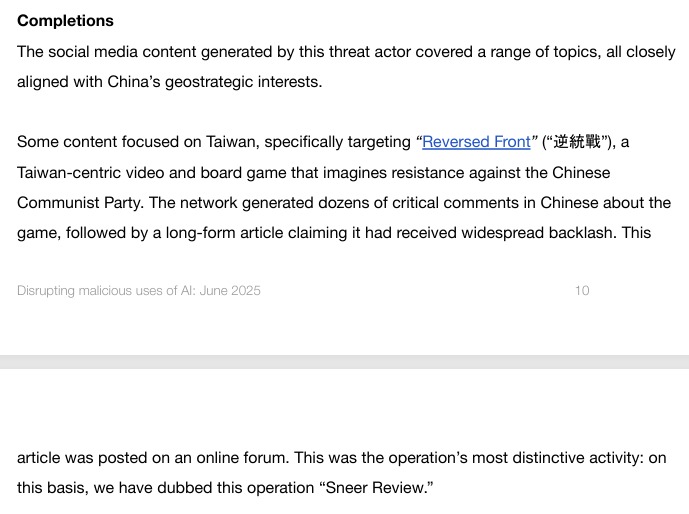 Completions
The social media content generated by this threat actor covered a range of topics, all closely
aligned with China’s geostrategic interests.
Some content focused on Taiwan, specifically targeting “Reversed Front” (“逆統戰”), a
Taiwan-centric video and board game that imagines resistance against the Chinese
Communist Party. The network generated dozens of critical comments in Chinese about the
game, followed by a long-form article claiming it had received widespread backlash. This
Disrupting malicious uses of AI: June 2025 10
article was posted on an online forum. This was the operation’s most distinctive activity: on
this basis, we have dubbed this operation “Sneer Review.”